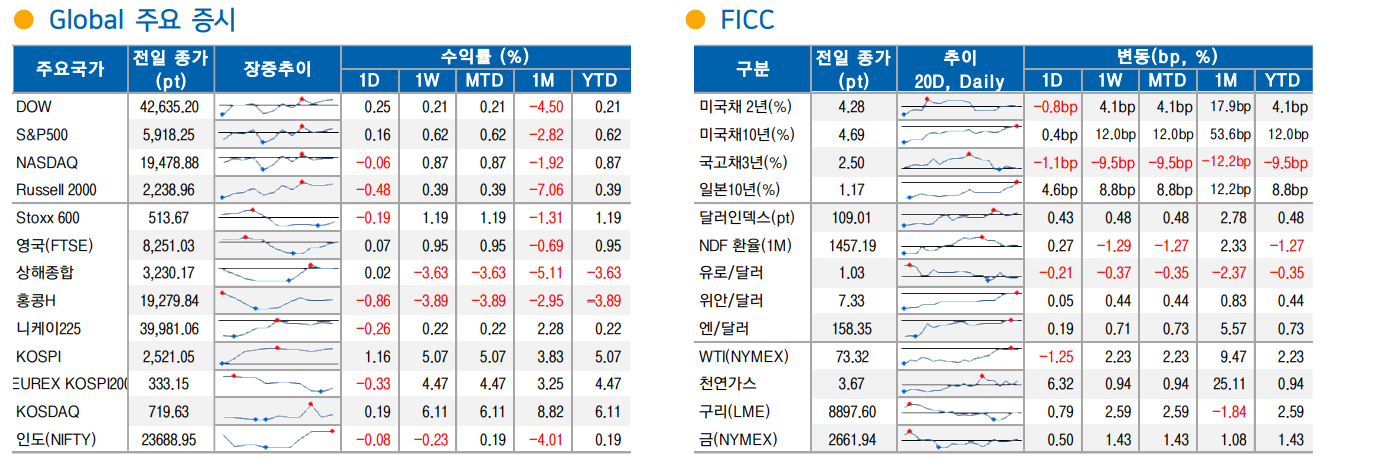 Global 주요 증시
주요국가 전일 종가 (pt) 장중추이 수익률 (%)
1D 1W MTD 1M YTD
DOW 42,635.20 0.25 0.21 0.21 -4.50 0.21
S&P500 5,918.25 0.16 0.62 0.62 -2.82 0.62
NASDAQ 19,478.88 -0.06 0.87 0.87 -1.92 0.87
Russell 2000 2,238.96 -0.48 0.39 0.39 -7.06 0.39
Stoxx 600 513.67 -0.19 1.19 1.19 -1.31 1.19
영국(FTSE) 8,251.03 0.07 0.95 0.95 -0.69 0.95
상해종합 3,230.17 0.02 -3.63 -3.63 -5.11 -3.63
홍콩H 19,279.84 -0.86 -3.89 -3.89 -2.95 -3.89
니케이225 39,981.06 -0.26 0.22 0.22 2.28 0.22
KOSPI 2,521.05 1.16 5.07 5.07 3.83 5.07
EUREX KOSPI200 333.15 -0.33 4.47 4.47 3.25 4.47
KOSDAQ 719.63 0.19 6.11 6.11 8.82 6.11
인도(NIFTY) 23688.95 -0.08 -0.23 0.19 -4.01 0.19
FICC
구분 전일 종가 (pt) 추이 20D, Daily 변동(bp, %)
1D 1W MTD 1M YTD
미국채 2년(%) 4.28 -0.8bp 4.1bp 4.1bp 17.9bp 4.1bp
미국채10년(%) 4.69 0.4bp 12.0bp 12.0bp 53.6bp 12.0bp
국고채3년(%) 2.50 -1.1bp -9.5bp -9.5bp -12.2bp -9.5bp
일본10년(%) 1.17 4.6bp 8.8bp 8.8bp 12.2bp 8.8bp
달러인덱스(pt) 109.01 0.43 0.48 0.48 2.78 0.48
NDF 환율(1M) 1457.19 0.27 -1.29 -1.27 2.33 -1.27
유로/달러 1.03 -0.21 -0.37 -0.35 -2.37 -0.35
위안/달러 7.33 0.05 0.44 0.44 0.83 0.44
엔/달러 158.35 0.19 0.71 0.73 5.57 0.73
WTI(NYMEX) 73.32 -1.25 2.23 2.23 9.47 2.23
천연가스 3.67 6.32 0.94 0.94 25.11 0.94
구리(LME) 8897.60 0.79 2.59 2.59 -1.84 2.59
금(NYMEX) 2661.94 0.50 1.43 1.43 1.08 1.43